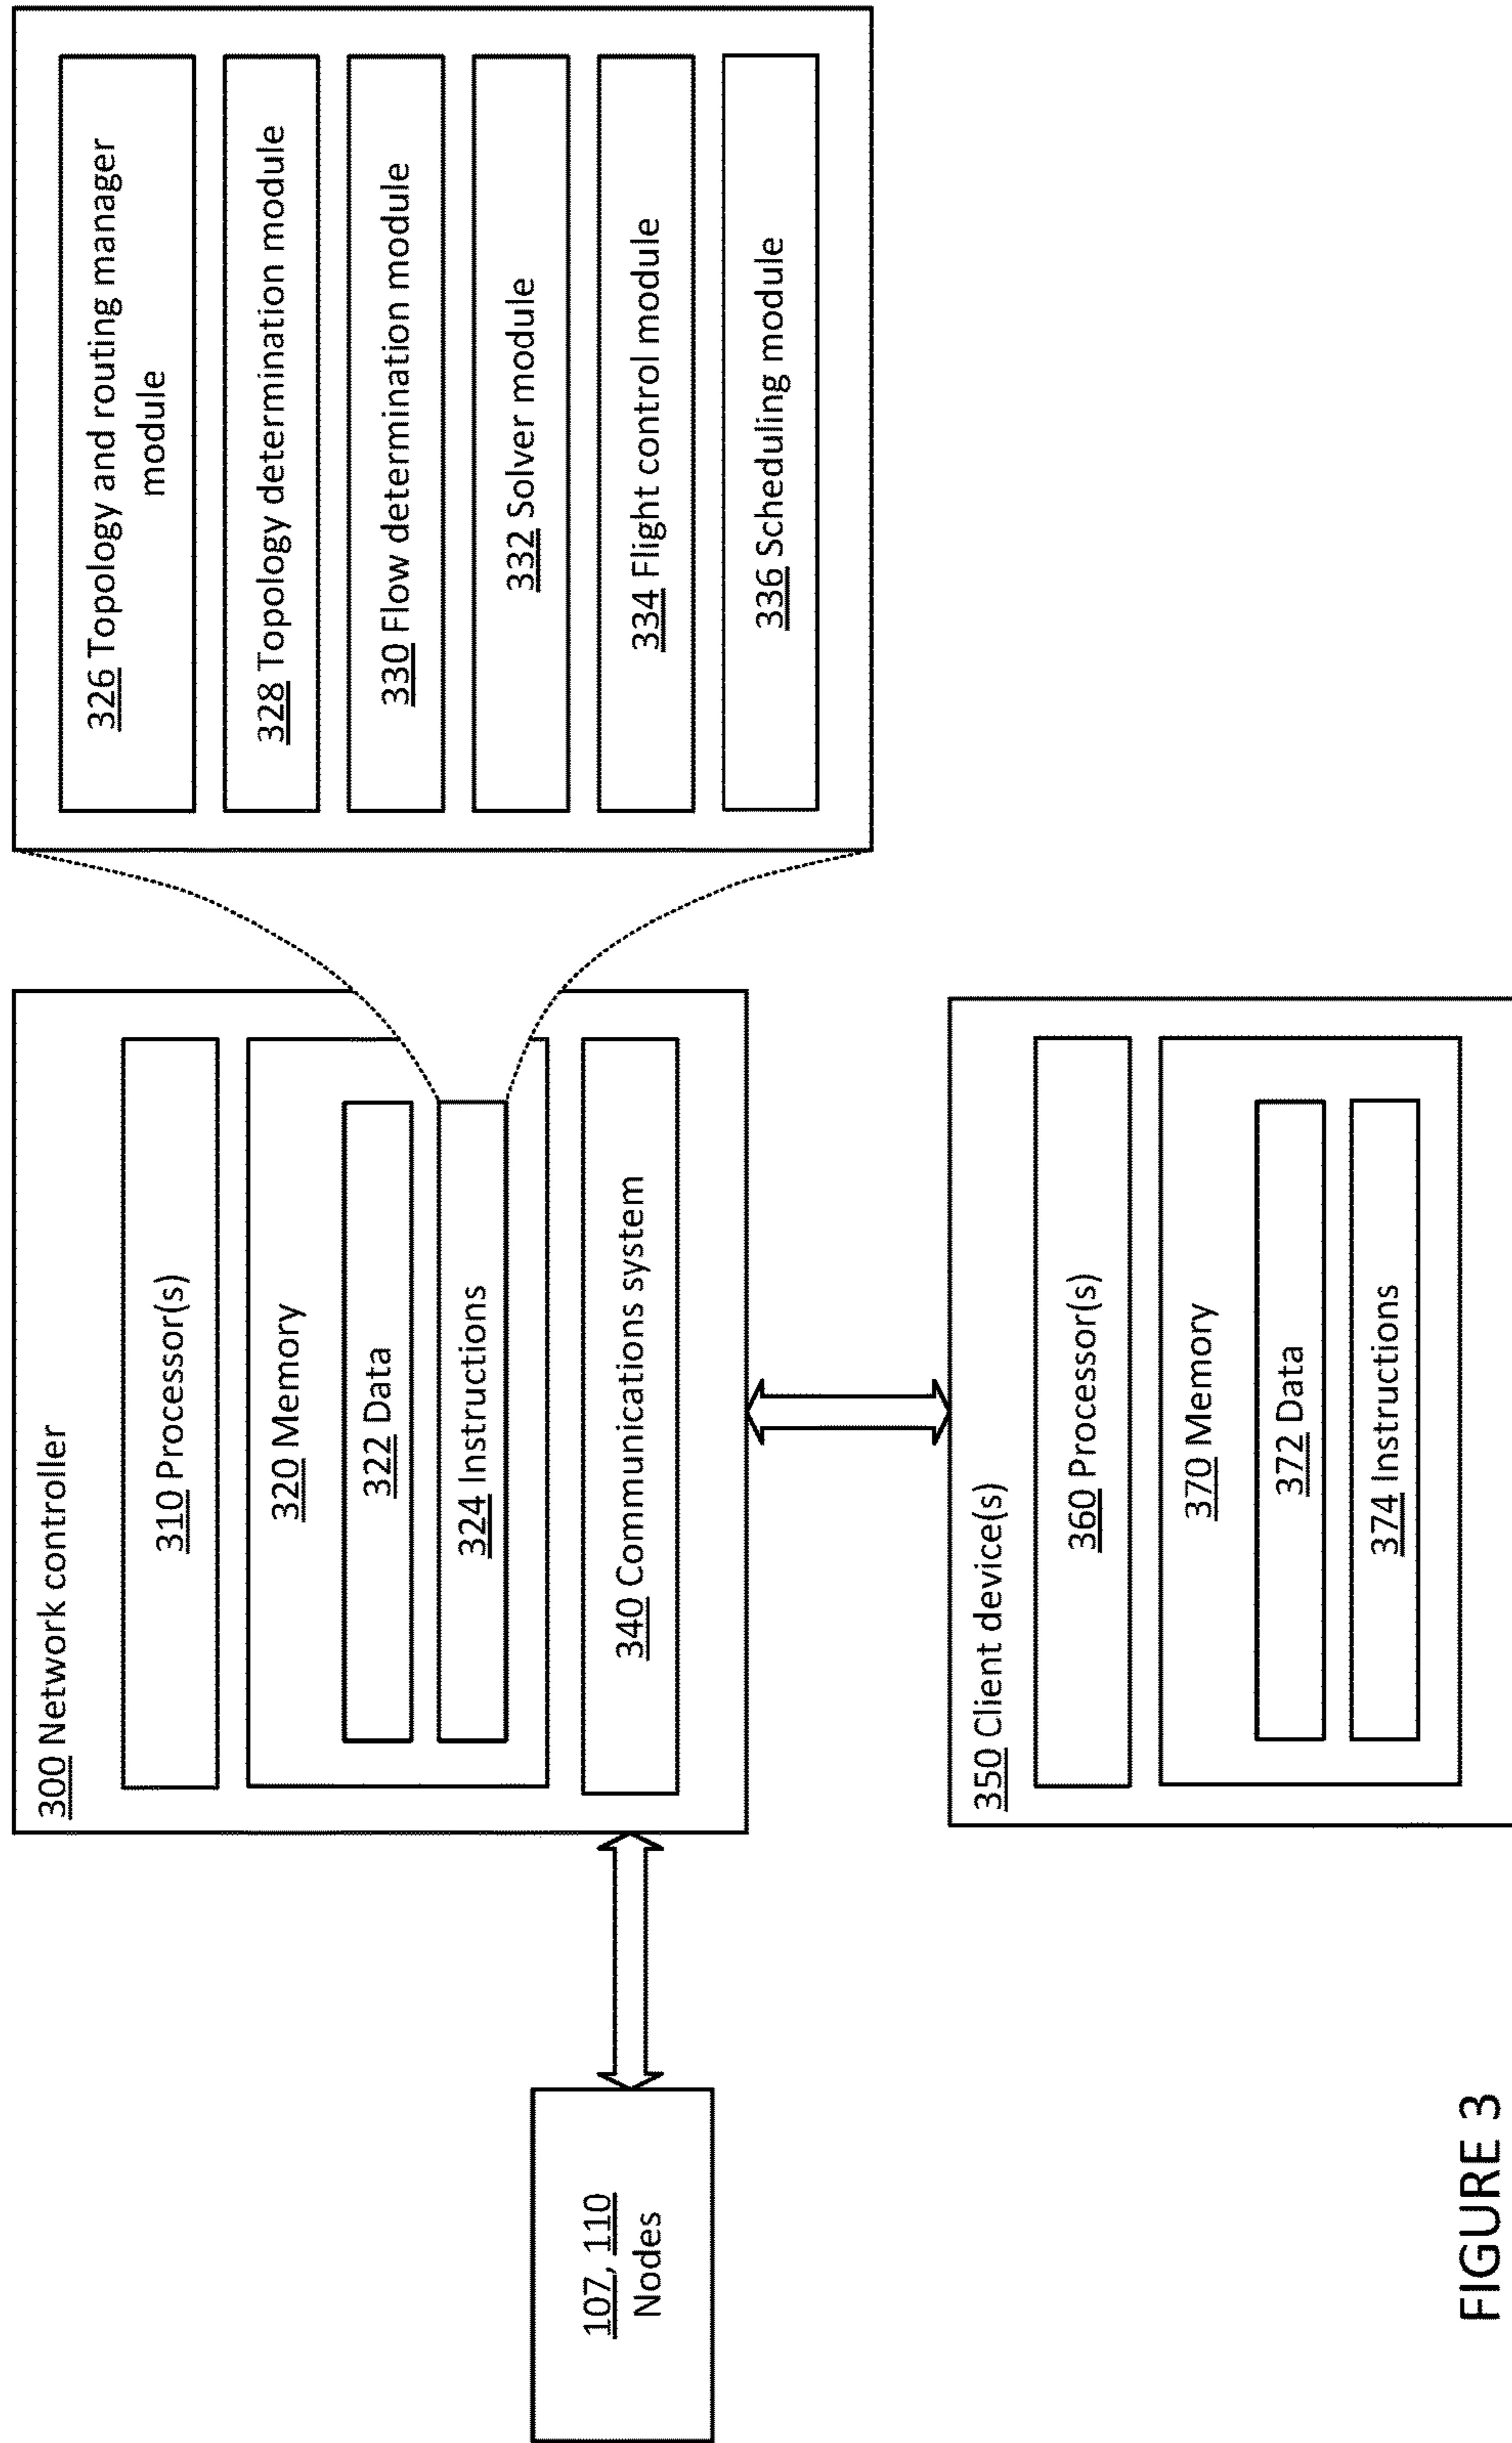 300 Network controller
310 Processor(s)
320 Memory
322 Data
324 Instructions
340 Communications system
326 Topology and routing manager
module
328 Topology determination module
330 Flow determination module
332 Solver module
334 Flight control module
336 Scheduling module
107, 110
Nodes
350 Client device(s)
360 Processor(s)
370 Memory
372 Data
374 Instructions
FIGURE 3